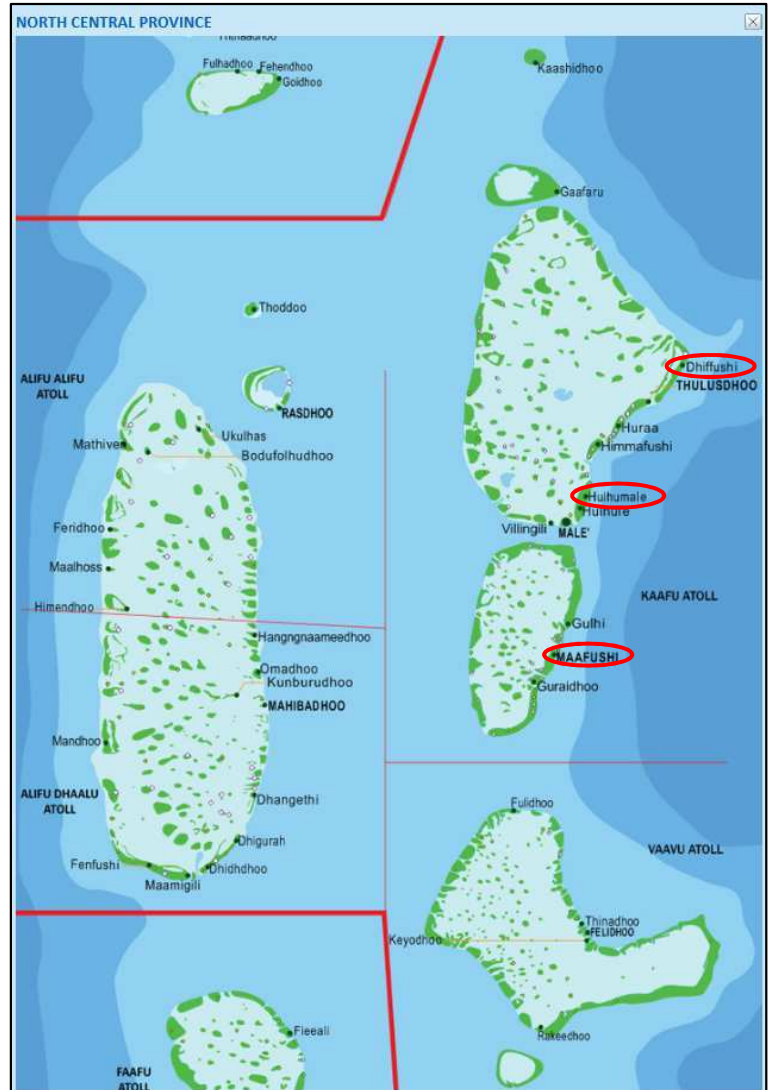 NORTH CENTRAL PROVINCE
Fulhadhoo
Fehendhoo
Goidhoo
Kaashidhoo
Gaafaru
Thoddoo
Dhiffushi
THULUSDHOO
ALIFU ALIFU
ATOLL
RASDHOO
Ukulhas
Huraa
Mathiveri
Himmafushi
Bodufolhudhoo
Huihumale
Feridhoo
Villingili
MALE'
Maalhoss
KAAFU ATOLL
Himendhoo
Gulhi
Hangngnaameedhoo
MAAFUSHI
Omadhoo
Kunburudhoo
Guraidhoo
MAHIBADHOO
Mandhoo
ALIFU DHAALU
ATOLL
Dhangethi
Fulidhoo
Dhigurah
VAAVU ATOLL
Fenfushi
Dhidhdhoo
Maamigili
Thinadhoo
FELIDHOO
Keyodhoo
Fieeali
Rakeedhoo
FAAFU
ATOLL